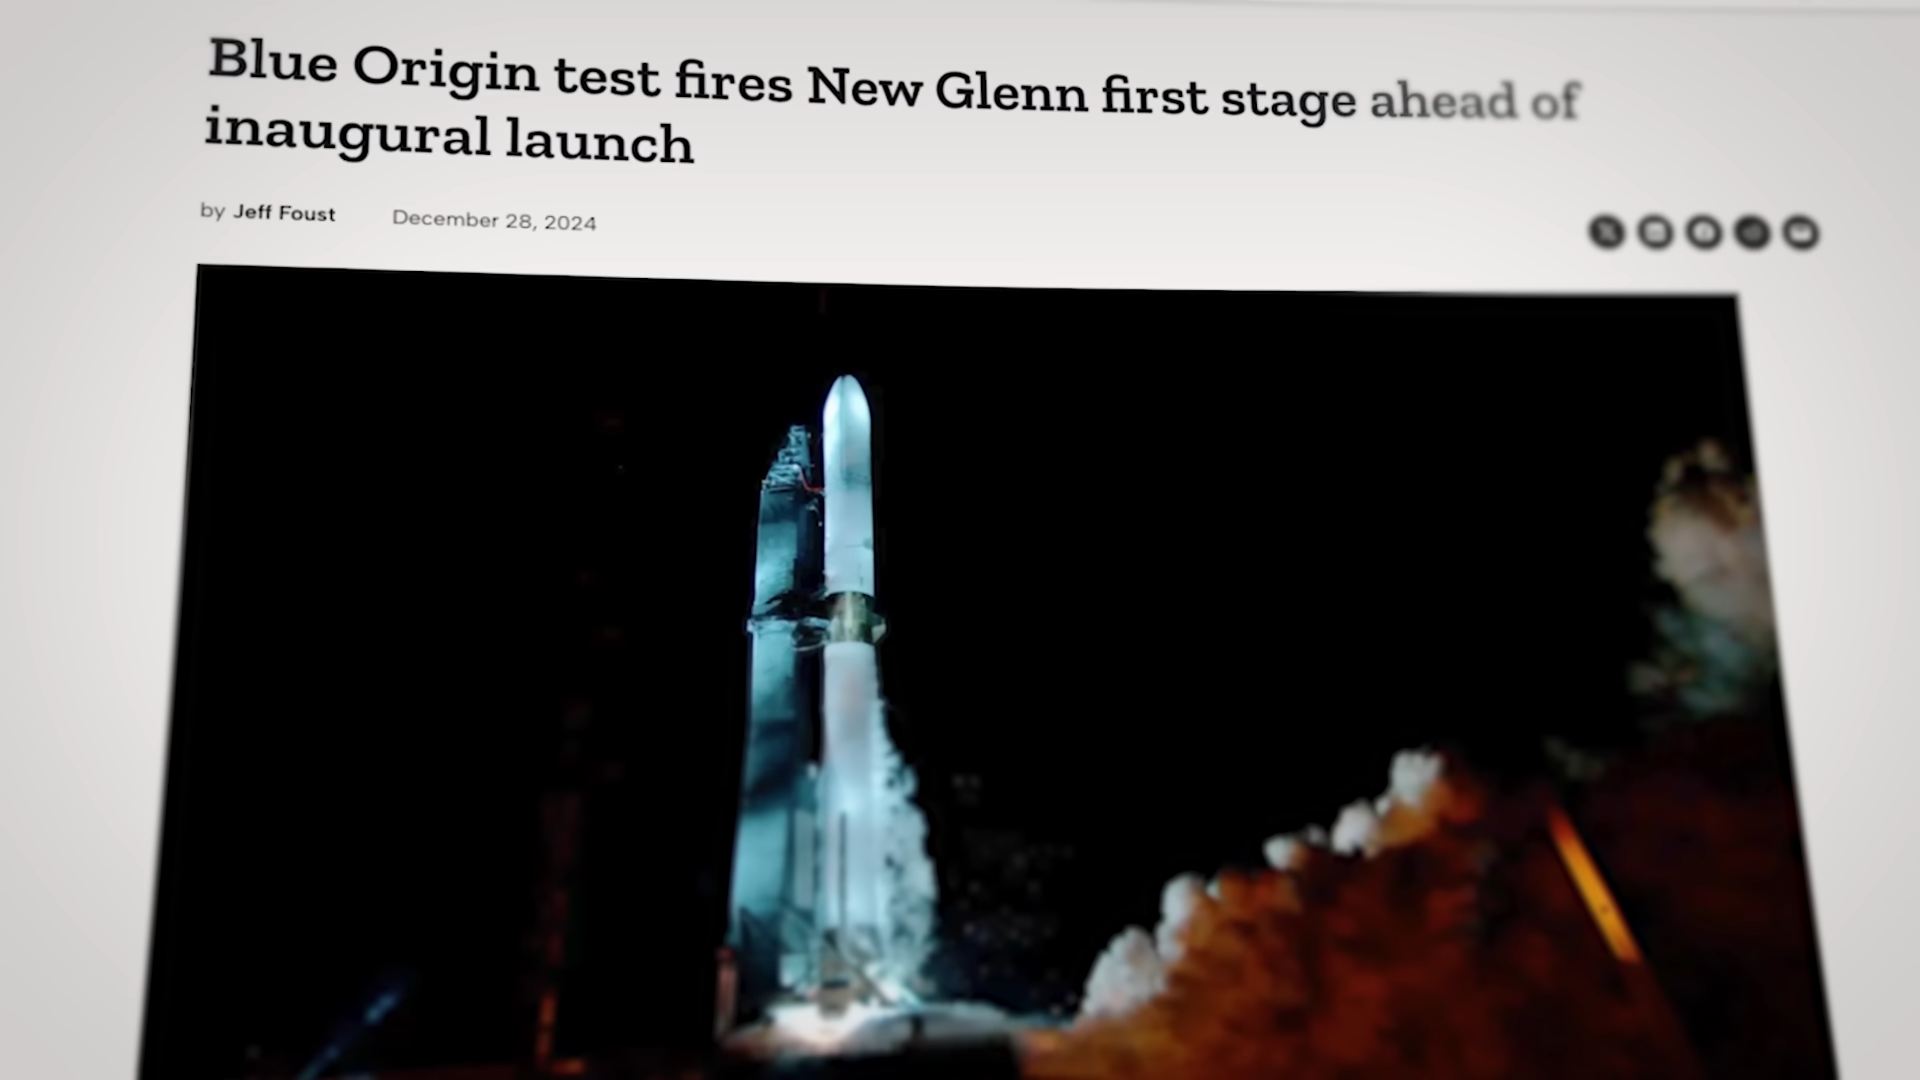 Blue Origin test fires New Glenn first stage ahead of
inaugural launch
by Jeff Foust December 28, 2024